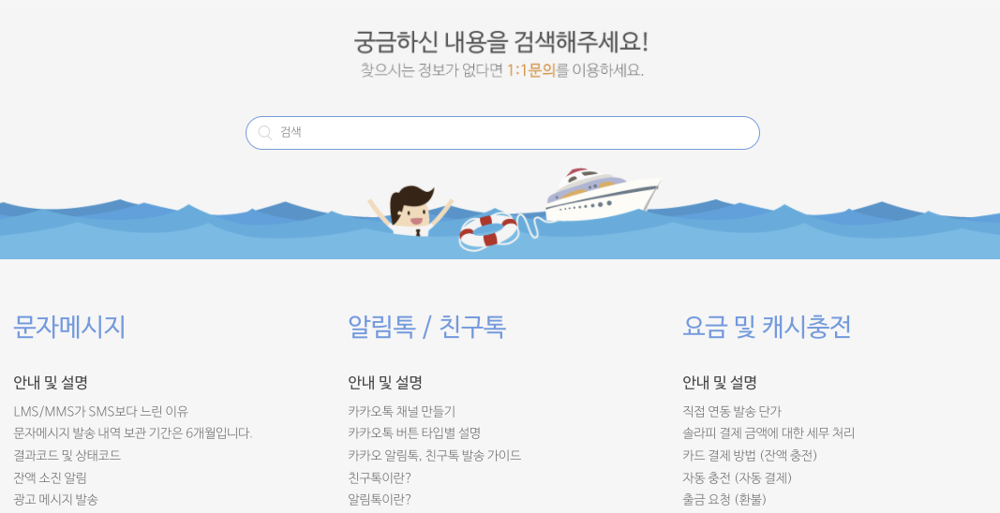 궁금하신 내용을 검색해주세요!
찾으시는 정보가 없다면 1:1문의를 이용하세요.
검색
문자메시지
안내 및 설명
LMS/MMS가 SMS보다 느린 이유
문자메시지 발송 내역 보관 기간은 6개월입니다.
결과코드 및 상태코드
잔액 소진 알림
광고 메시지 발송
알림톡 / 친구톡
안내 및 설명
카카오톡 채널 만들기
카카오톡 버튼 타입별 설명
카카오 알림톡, 친구톡 발송 가이드
친구톡이란?
알림톡이란?
요금 및 캐시충전
안내 및 설명
직접 연동 발송 단가
솔라피 결제 금액에 대한 세무 처리
카드 결제 방법 (잔액 충전)
자동 충전 (자동 결제)
출금 요청 (환불)